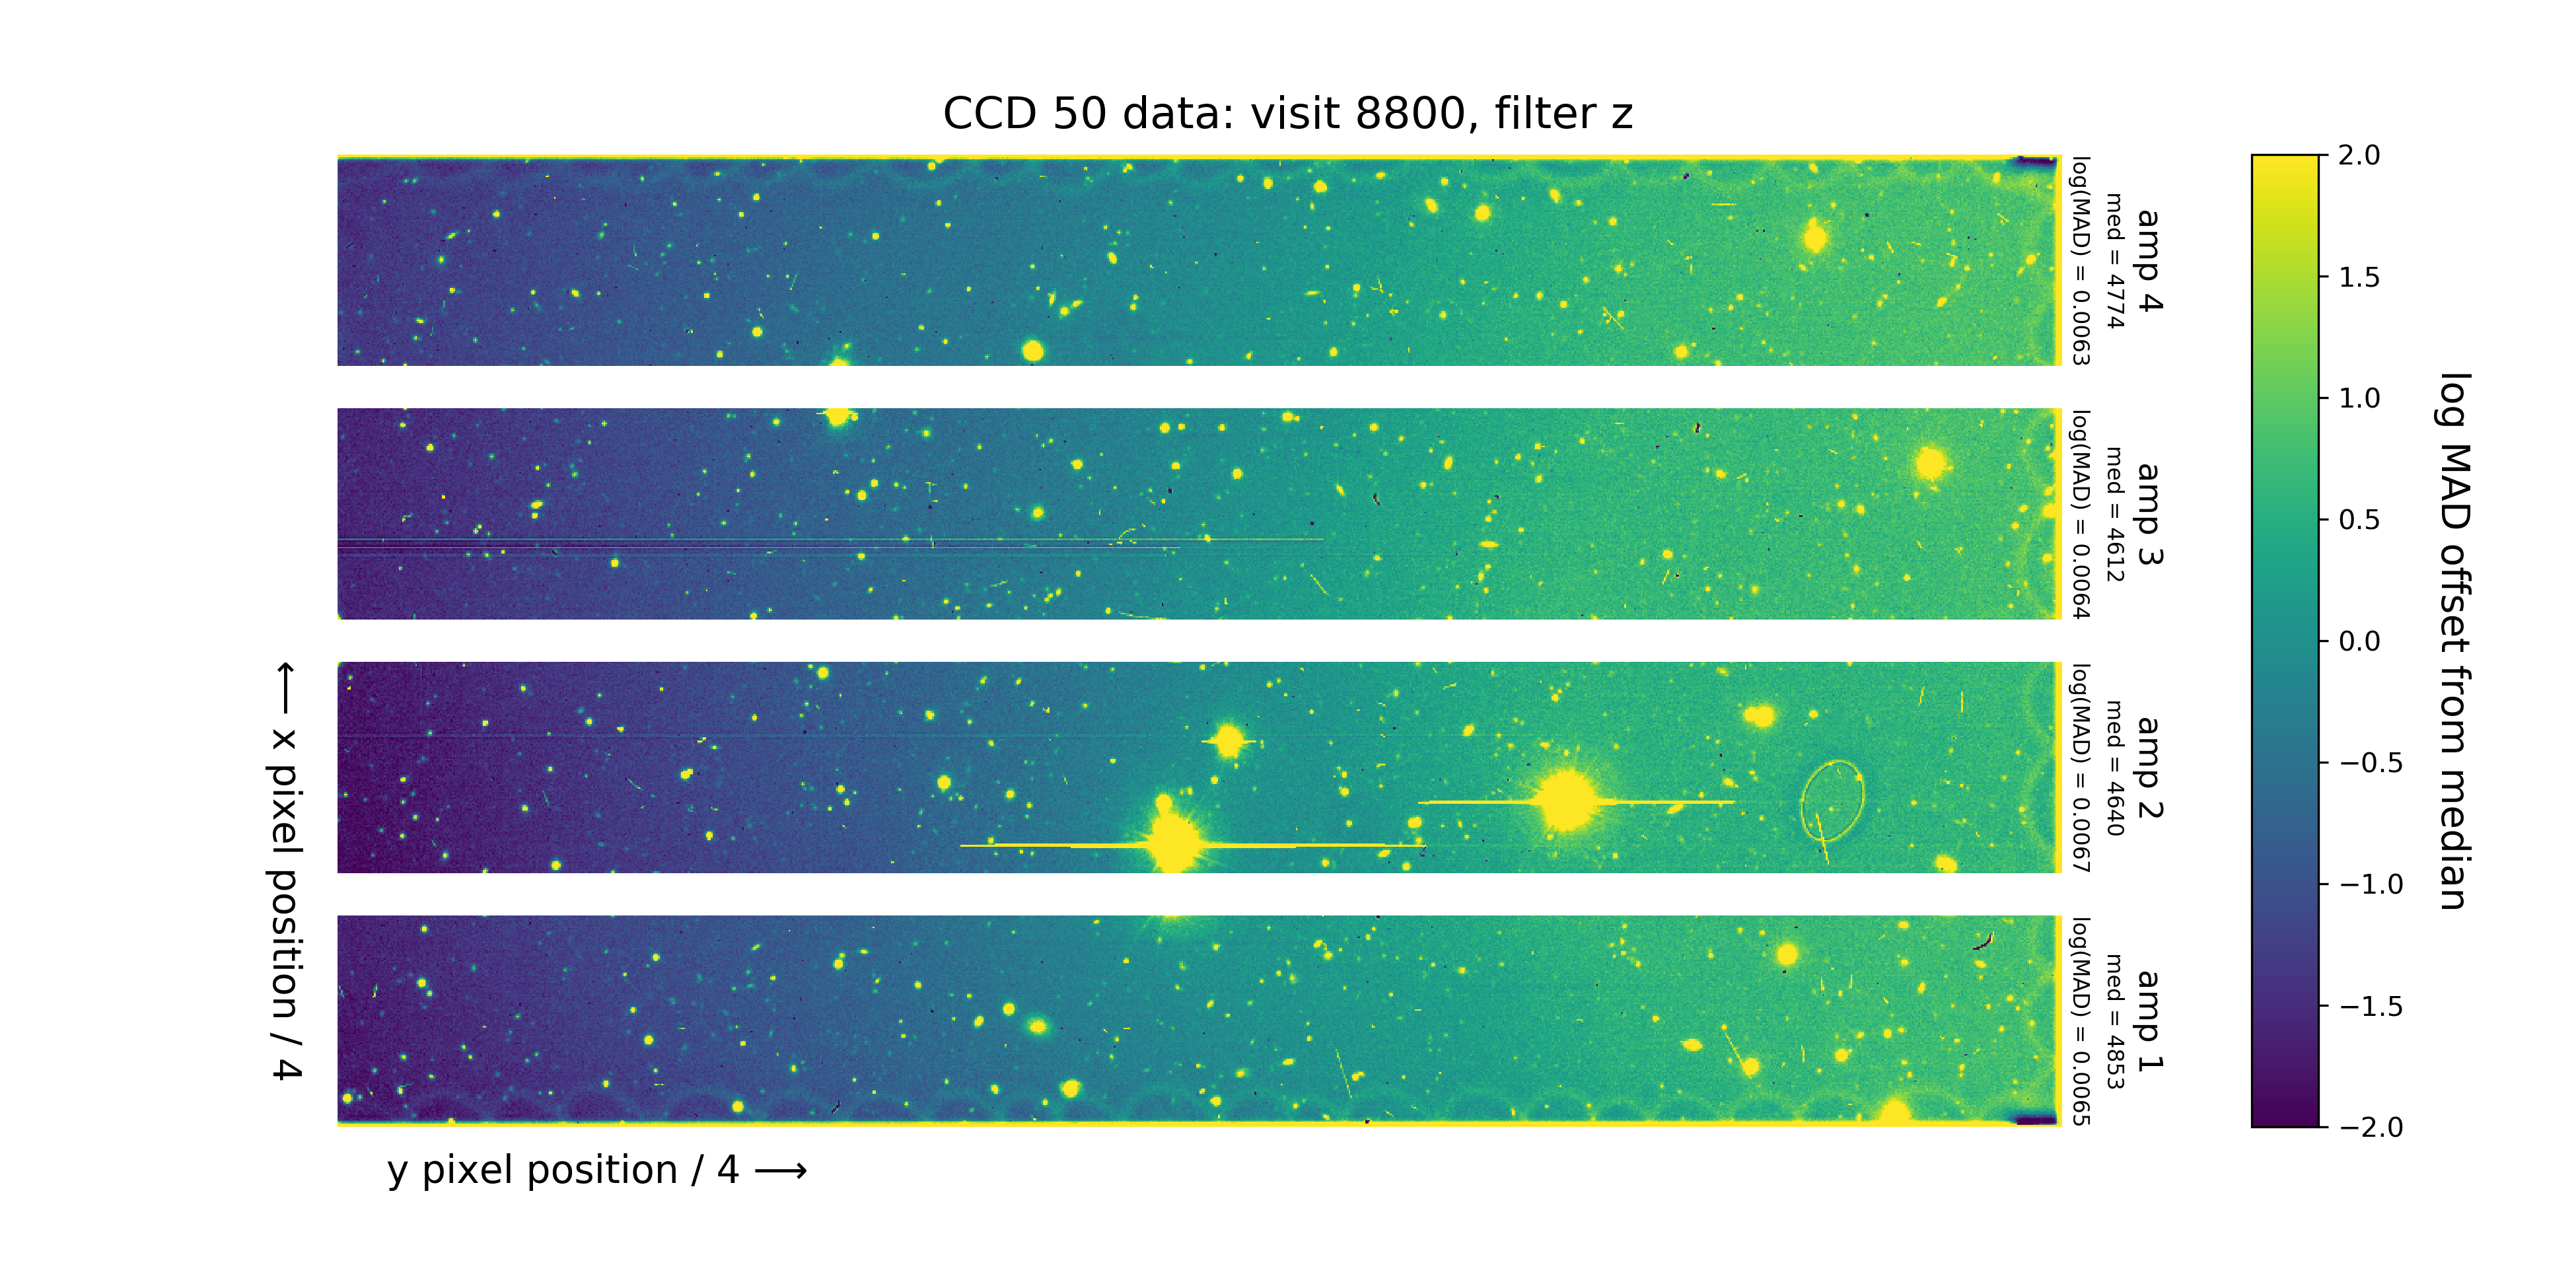 CCD 50 data: visit 8800, filter z
amp 4
med = 4774
log(MAD) = 0.0063
amp 3
med = 4612
log(MAD) = 0.0064
amp 2
med = 4640
log(MAD) = 0.0067
amp 1
med = 4853
log(MAD) = 0.0065
⟵ x pixel position / 4
y pixel position / 4 ⟶
2.0
1.5
1.0
0.5
0.0
−0.5
−1.0
−1.5
−2.0
log MAD offset from median